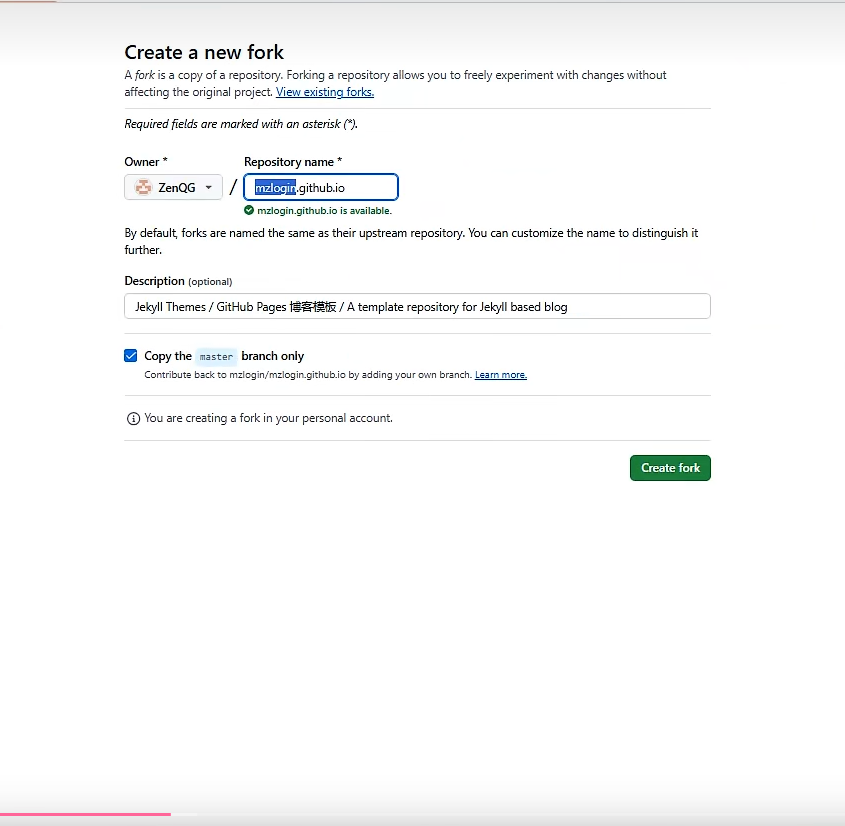 Create a new fork
A fork is a copy of a repository. Forking a repository allows you to freely experiment with changes without
affecting the original project. View existing forks.
Required fields are marked with an asterisk (*).
Owner * Repository name *
ZenQG / mzlogin.github.io
mzlogin.github.io is available.
By default, forks are named the same as their upstream repository. You can customize the name to distinguish it
further.
Description (optional)
Jekyll Themes / GitHub Pages 博客模板 / A template repository for Jekyll based blog
Copy the master branch only
Contribute back to mzlogin/mzlogin.github.io by adding your own branch. Learn more.
You are creating a fork in your personal account.
Create fork